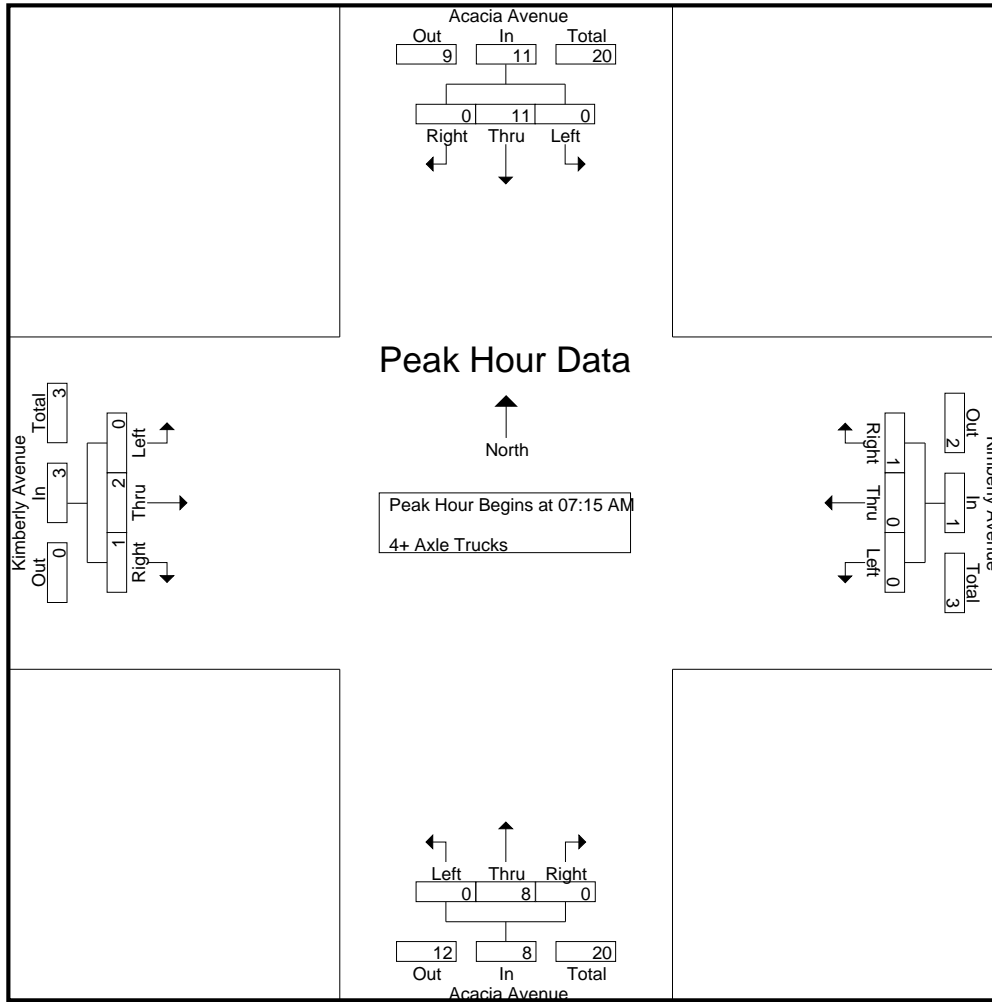 Acacia Avenue
Out In Total
9 11 20
0 11 0
Right Thru Left
Peak Hour Data
North
Peak Hour Begins at 07:15 AM
4+ Axle Trucks
Kimberly Avenue
Total In Out
3 3 0
0 2 1
Left Thru Right
Kimberly Avenue
Out In Total
2 1 3
1 0 0
Right Thru Left
Left Thru Right
0 8 0
12 8 20
Out In Total
Acacia Avenue